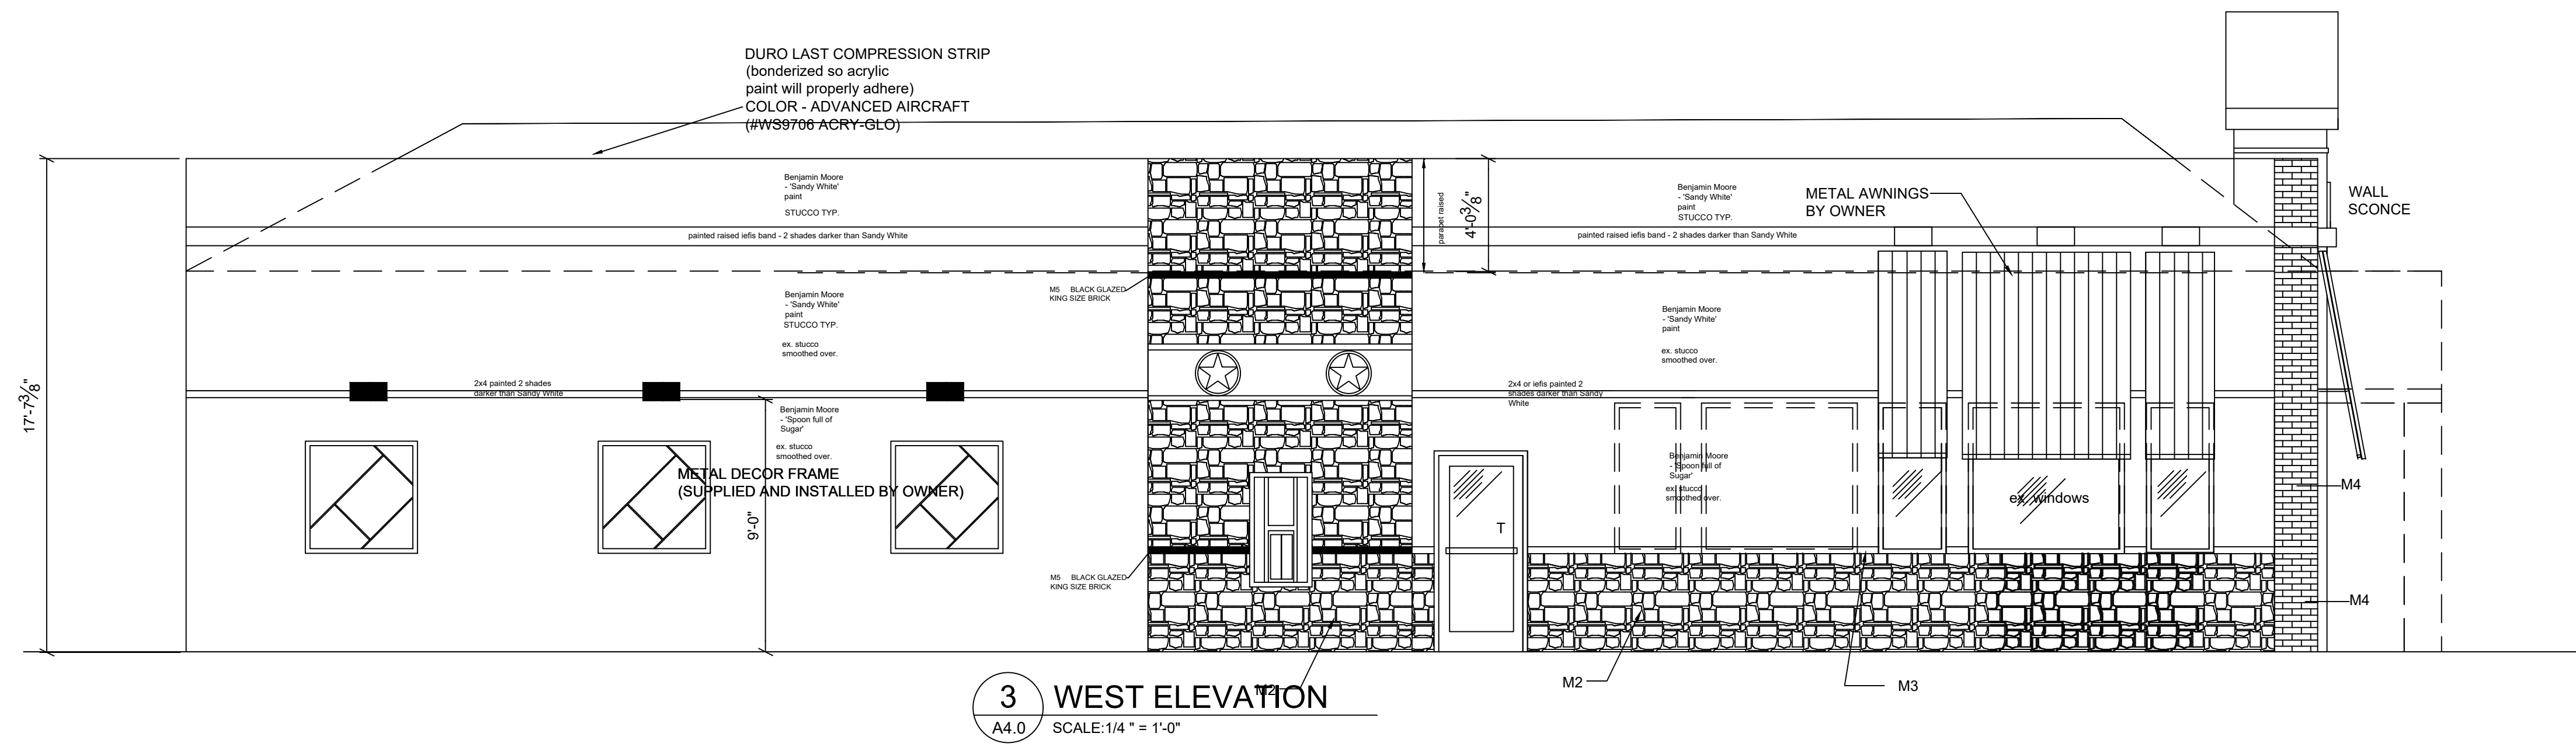 DURO LAST COMPRESSION STRIP
(bonderized so acrylic
paint will properly adhere)
COLOR - ADVANCED AIRCRAFT
(#WS9706 ACRY-GLO)
Benjamin Moore
- 'Sandy White'
paint
STUCCO TYP.
painted raised iefis band - 2 shades darker than Sandy White
parapet raised
4'-0 3/8"
Benjamin Moore
- 'Sandy White'
paint
STUCCO TYP.
METAL AWNINGS
BY OWNER
WALL
SCONCE
painted raised iefis band - 2 shades darker than Sandy White
Benjamin Moore
- 'Sandy White'
paint
STUCCO TYP.
ex. stucco
smoothed over.
M5 BLACK GLAZED
KING SIZE BRICK
Benjamin Moore
- 'Sandy White'
paint
ex. stucco
smoothed over.
17'-7 3/8"
2x4 painted 2 shades
darker than Sandy White
2x4 or iefis painted 2
shades darker than Sandy
White
Benjamin Moore
- 'Spoon full of
Sugar'
ex. stucco
smoothed over.
METAL DECOR FRAME
(SUPPLIED AND INSTALLED BY OWNER)
9'-0"
Benjamin Moore
- 'Spoon full of
Sugar'
ex. stucco
smoothed over.
T
ex. windows
M4
M5 BLACK GLAZED
KING SIZE BRICK
M4
M2
M2
M3
3
A4.0
WEST ELEVATION
SCALE:1/4 " = 1'-0"